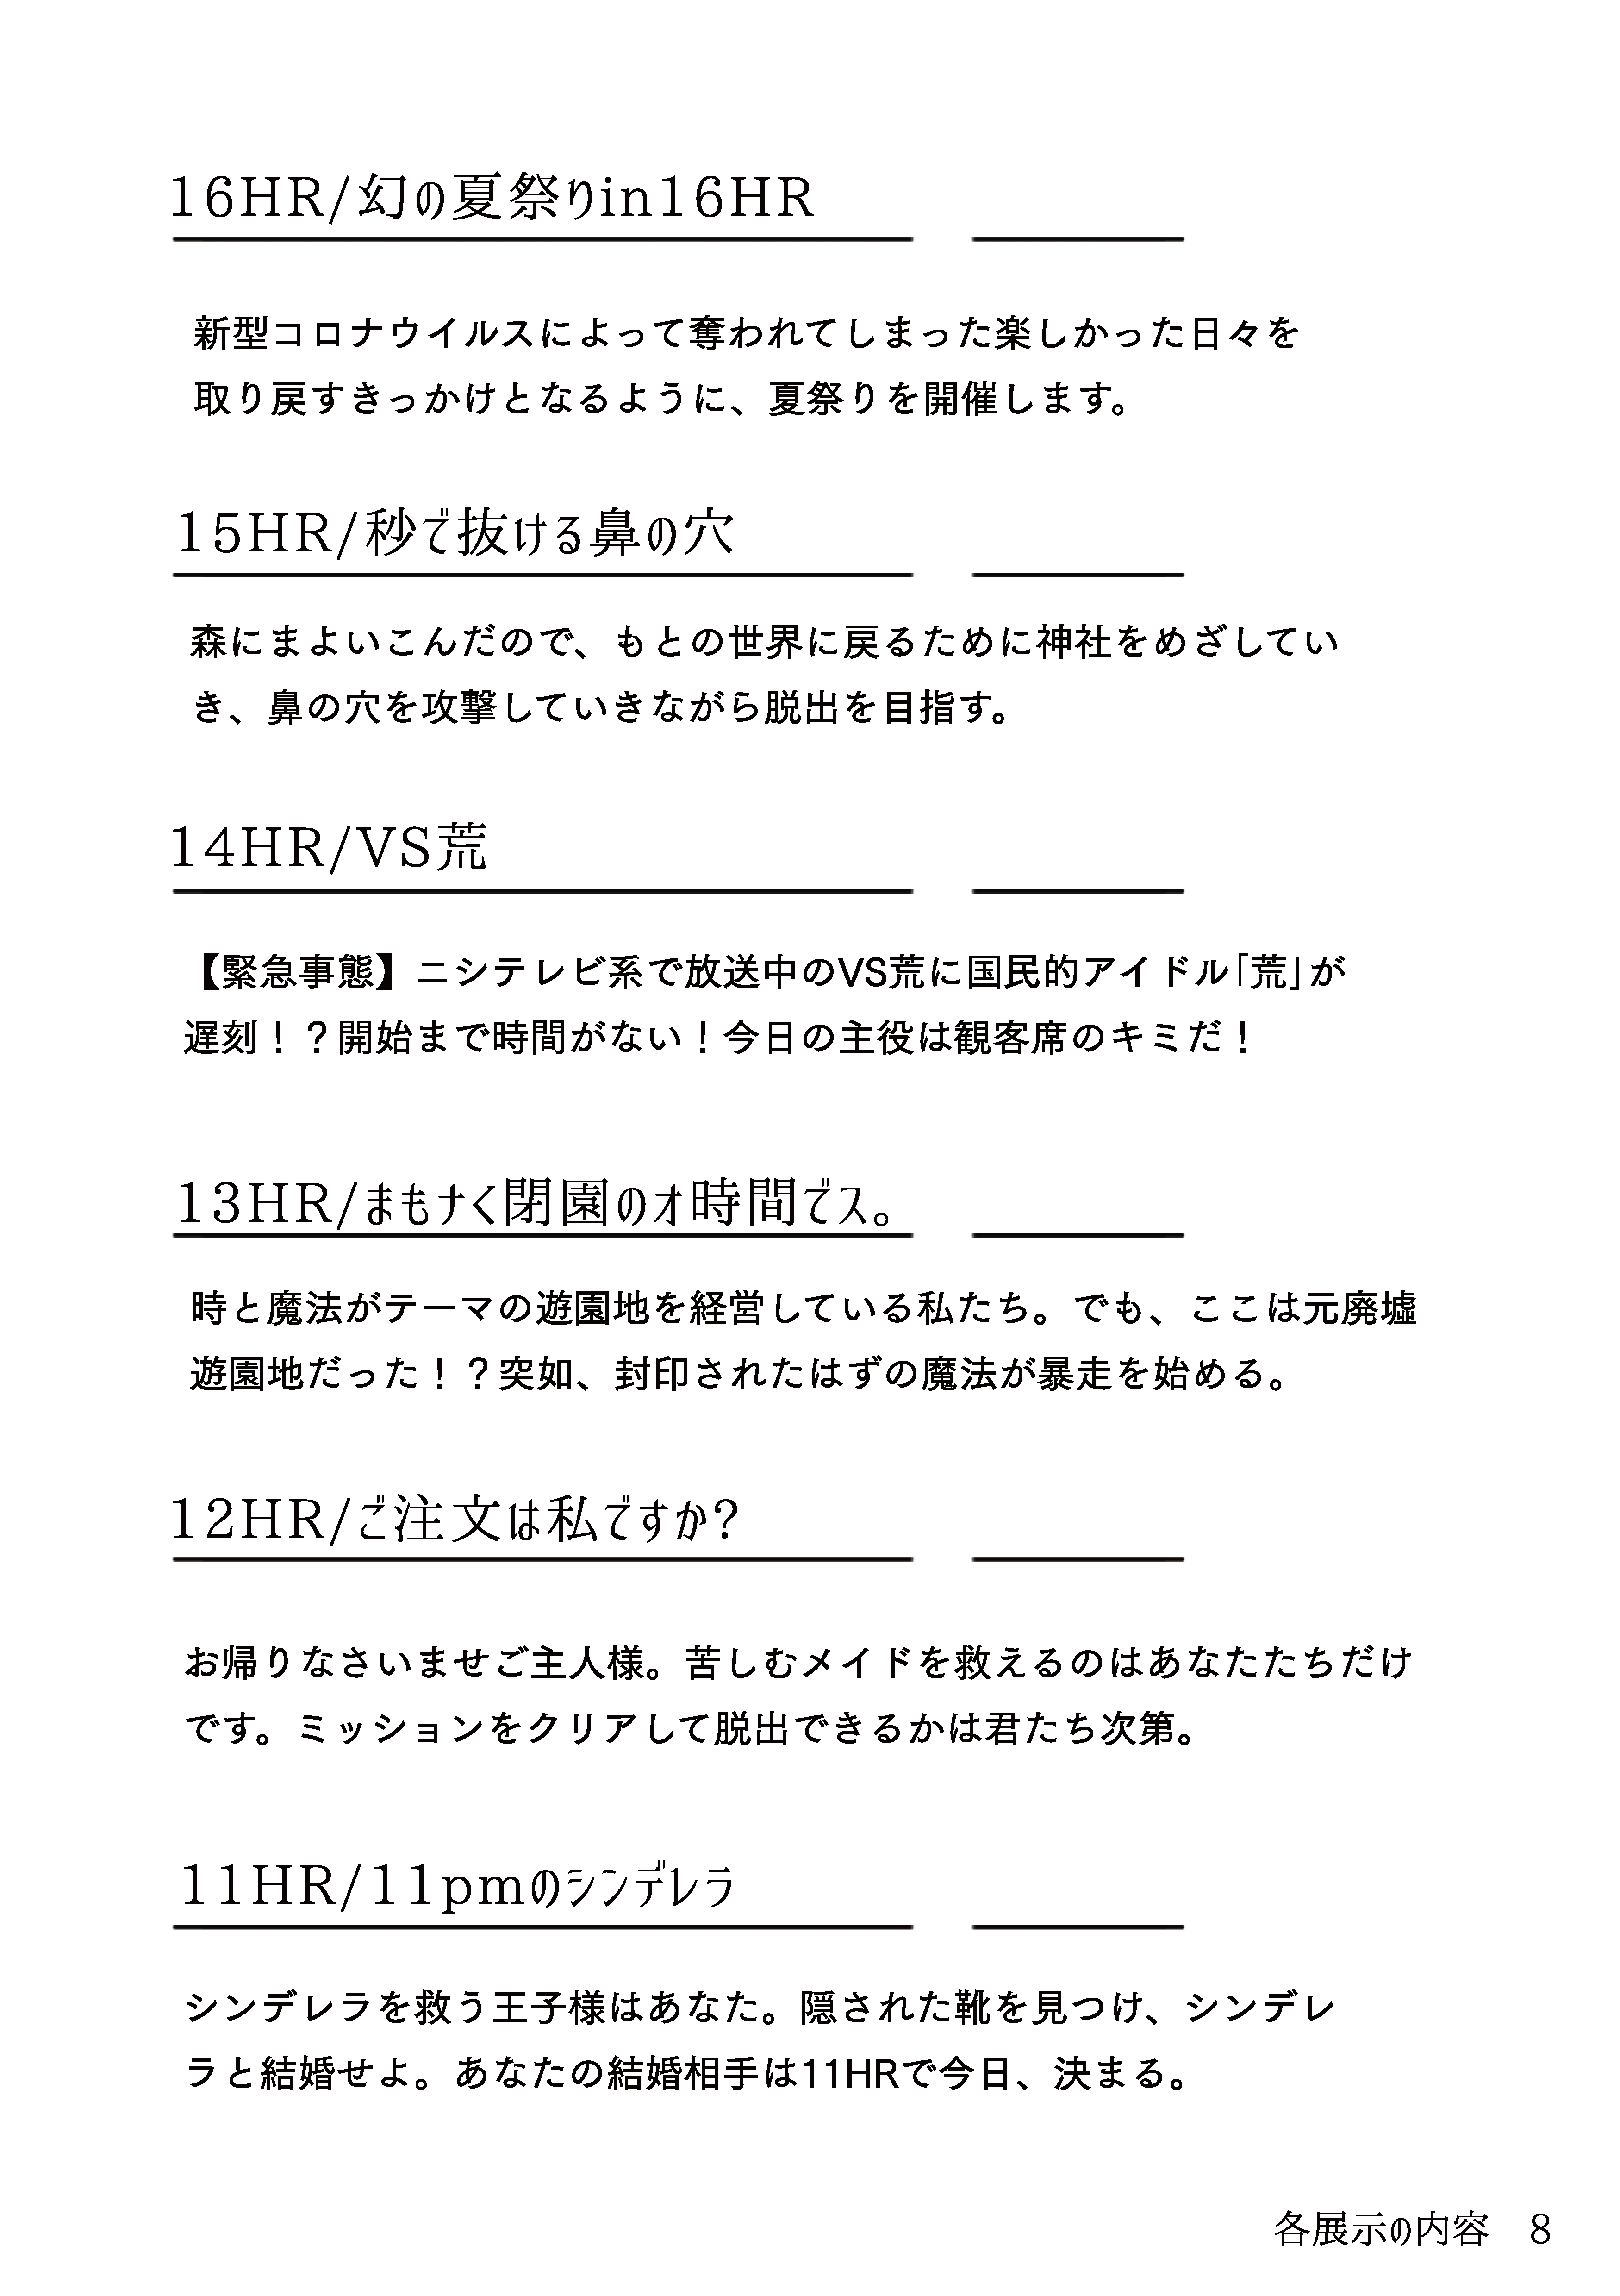 16HR/幻の夏祭りin16HR
新型コロナウイルスによって奪われてしまった楽しかった日々を
取り戻すきっかけとなるように、夏祭りを開催します。
15HR/秒で抜ける鼻の穴
森にまよいこんだので、もとの世界に戻るために神社をめざしてい
き、鼻の穴を攻撃していきながら脱出を目指す。
14HR/VS荒
【緊急事態】ニシテレビ系で放送中のVS荒に国民的アイドル「荒」が
遅刻！？開始まで時間がない！今日の主役は観客席のキミだ！
13HR/まもナく閉園のオ時間でス。
時と魔法がテーマの遊園地を経営している私たち。でも、ここは元廃墟
遊園地だった！？突如、封印されたはずの魔法が暴走を始める。
12HR/ご注文は私ですか?
お帰りなさいませご主人様。苦しむメイドを救えるのはあなたたちだけ
です。ミッションをクリアして脱出できるかは君たち次第。
11HR/11pmのシンデレラ
シンデレラを救う王子様はあなた。隠された靴を見つけ、シンデレ
ラと結婚せよ。あなたの結婚相手は11HRで今日、決まる。
各展示の内容　8